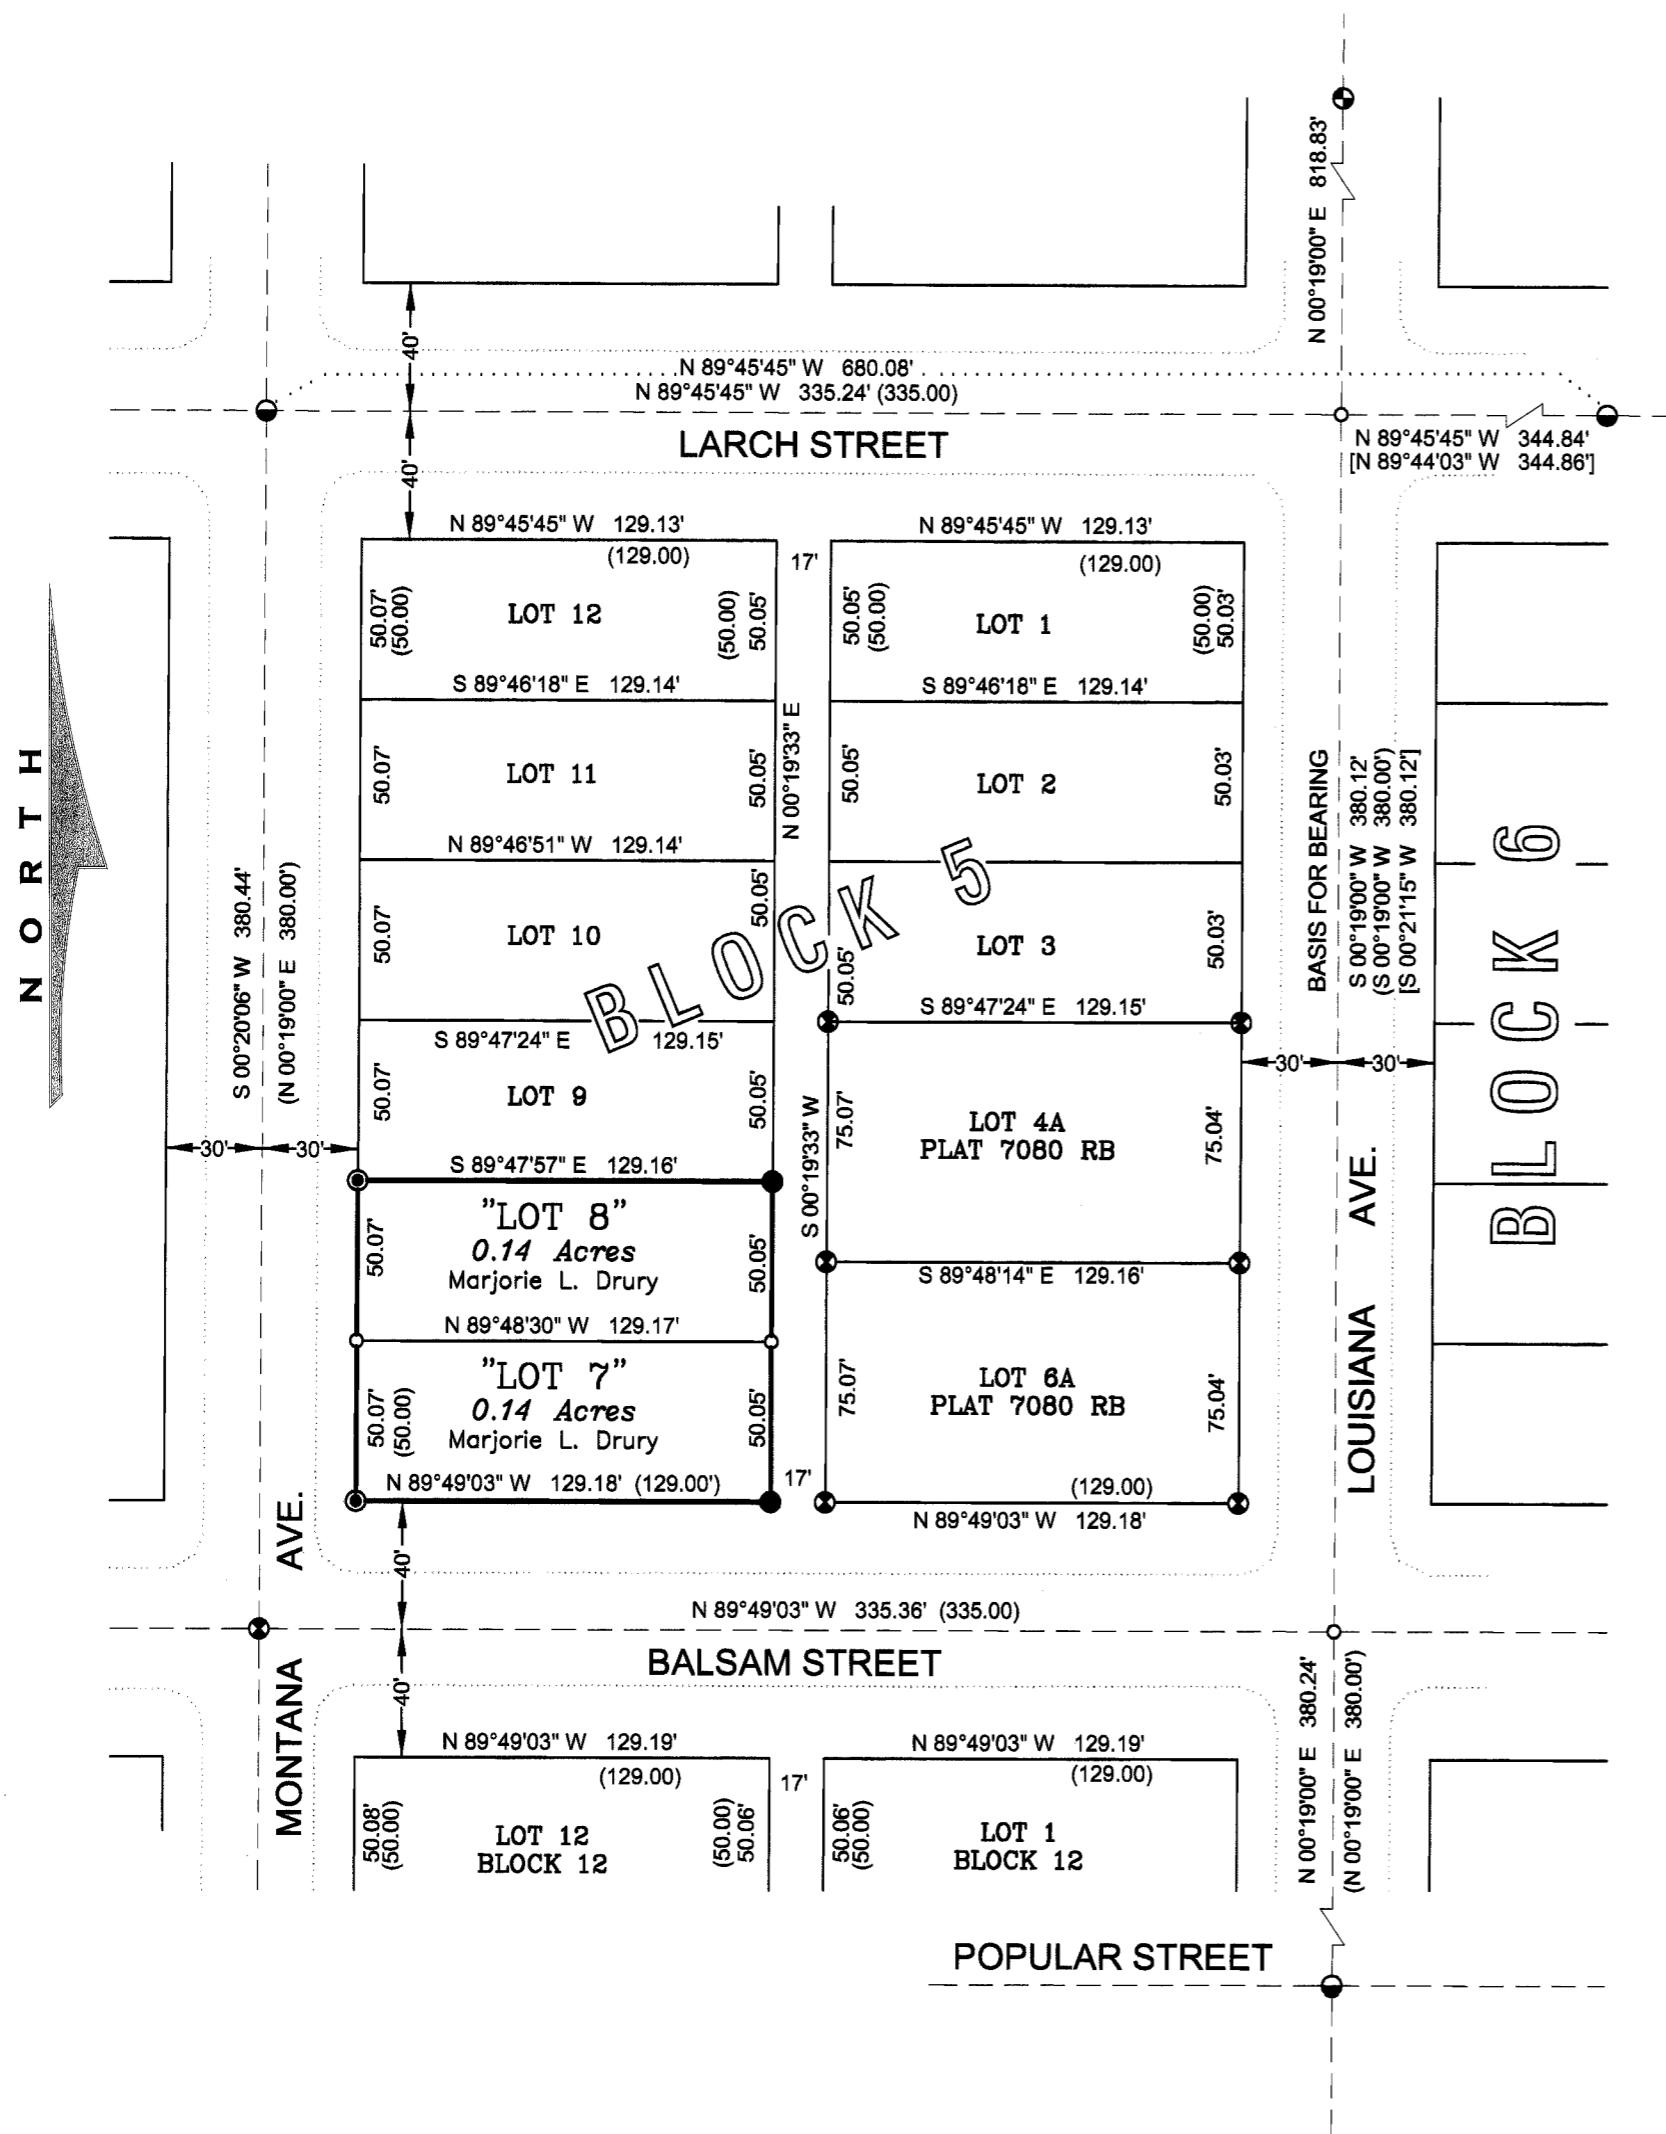 N 00°19'00" E 818.83'
N 89°45'45" W 680.08'
N 89°45'45" W 335.24' (335.00)
40'
LARCH STREET
N 89°45'45" W 344.84'
[N 89°44'03" W 344.86']
40'
N 89°45'45" W 129.13'
(129.00)
17'
N 89°45'45" W 129.13'
(129.00)
50.07'
(50.00)
LOT 12
(50.00)
50.05'
50.05'
(50.00)
LOT 1
(50.00)
50.03'
S 89°46'18" E 129.14'
S 89°46'18" E 129.14'
N 00°19'33" E
50.07'
LOT 11
50.05'
50.05'
LOT 2
50.03'
N 89°46'51" W 129.14'
NORTH
S 00°20'06" W 380.44'
(N 00°19'00" E 380.00')
BLOCK 5
BASIS FOR BEARING
S 00°19'00" W 380.12'
(S 00°19'00" W 380.00')
[S 00°21'15" W 380.12']
BLOCK 6
50.07'
LOT 10
50.05'
50.05'
LOT 3
50.03'
S 89°47'24" E 129.15'
S 89°47'24" E 129.15'
30'
30'
50.07'
LOT 9
50.05'
S 00°19'33" W
75.07'
LOT 4A
PLAT 7080 RB
75.04'
30'
30'
S 89°47'57" E 129.16'
"LOT 8"
0.14 Acres
Marjorie L. Drury
50.07'
50.05'
S 89°48'14" E 129.16'
N 89°48'30" W 129.17'
"LOT 7"
0.14 Acres
Marjorie L. Drury
50.07'
(50.00)
50.05'
75.07'
LOT 6A
PLAT 7080 RB
75.04'
LOUISIANA AVE.
N 89°49'03" W 129.18' (129.00')
17'
(129.00)
N 89°49'03" W 129.18'
MONTANA AVE.
40'
N 89°49'03" W 335.36' (335.00)
BALSAM STREET
40'
N 89°49'03" W 129.19'
(129.00)
17'
N 89°49'03" W 129.19'
(129.00)
N 00°19'00" E 380.24'
(N 00°19'00" E 380.00')
50.08'
(50.00)
LOT 12
BLOCK 12
(50.00)
50.06'
50.06'
(50.00)
LOT 1
BLOCK 12
POPULAR STREET